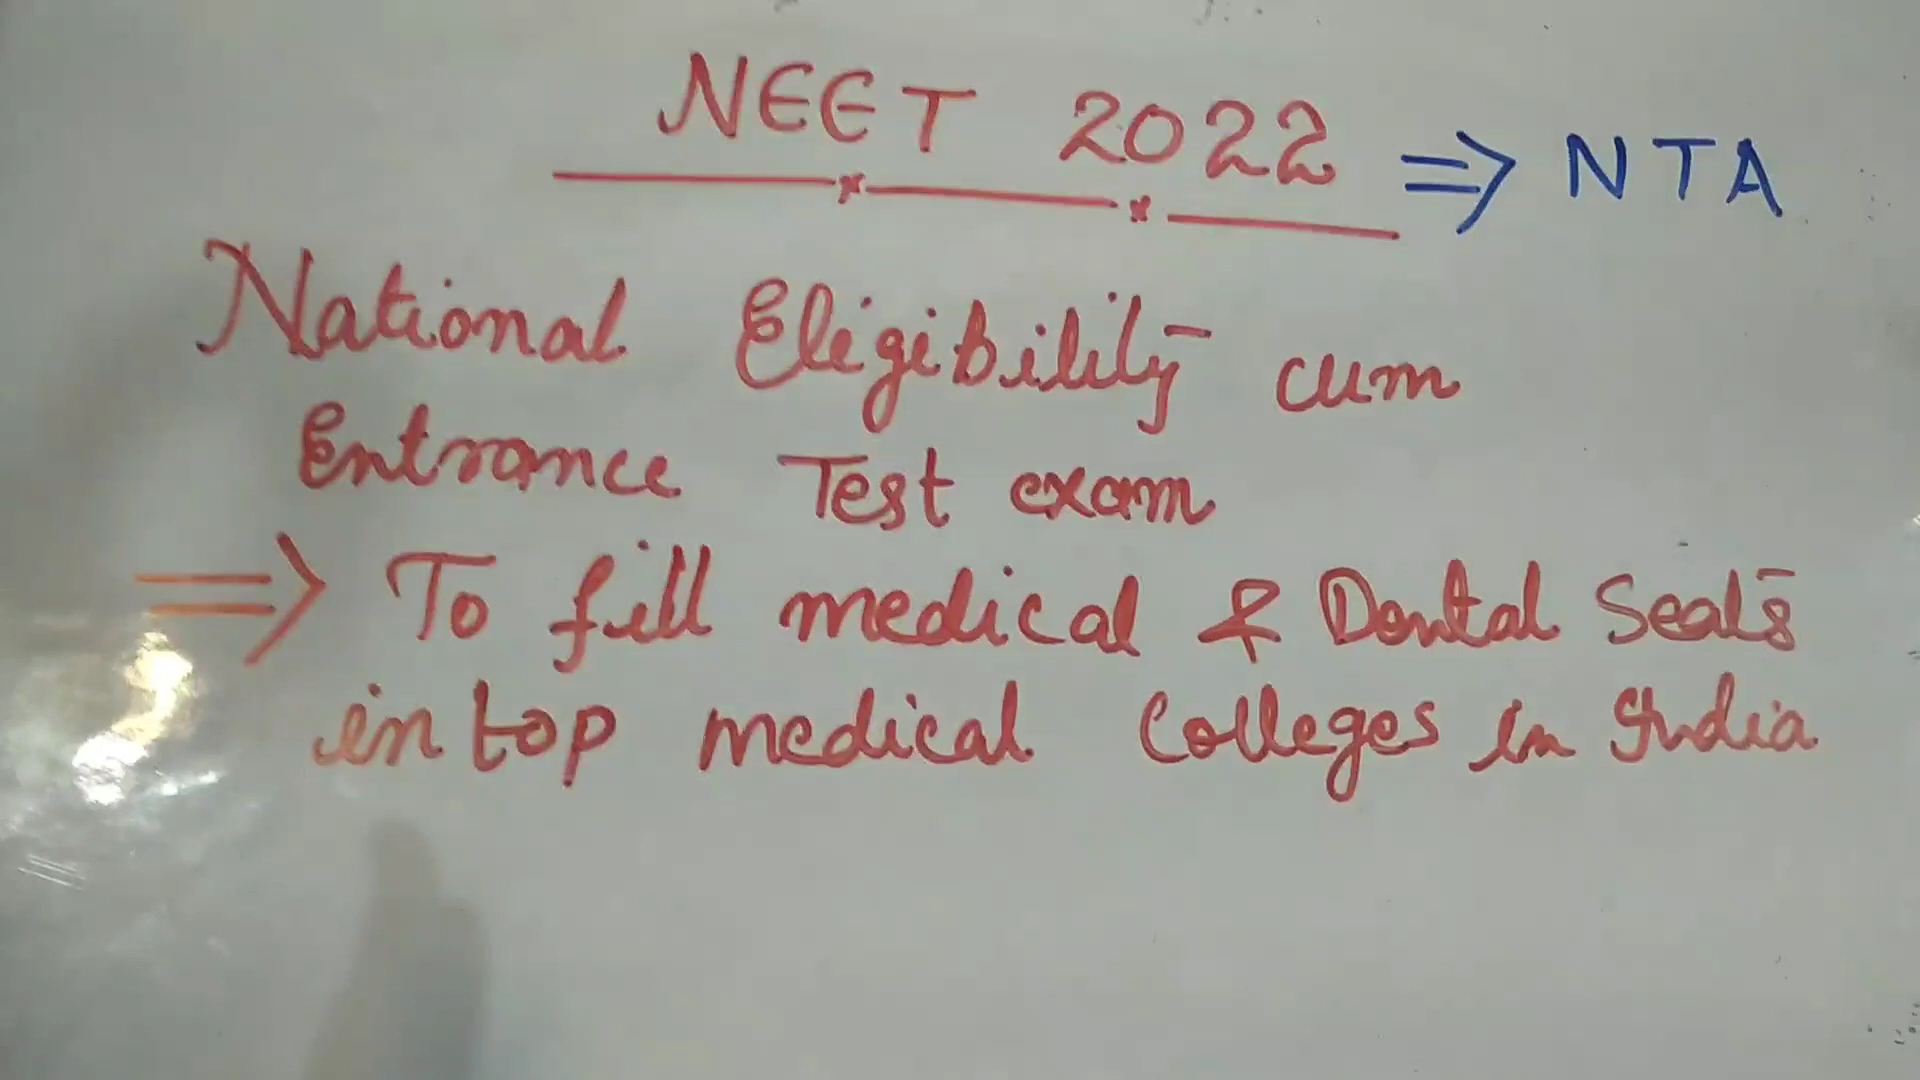 NEET 2022 ⇒ NTA
National Eligibility cum
Entrance Test exam
⇒ To fill medical & Dental Seats
in top medical Colleges in India